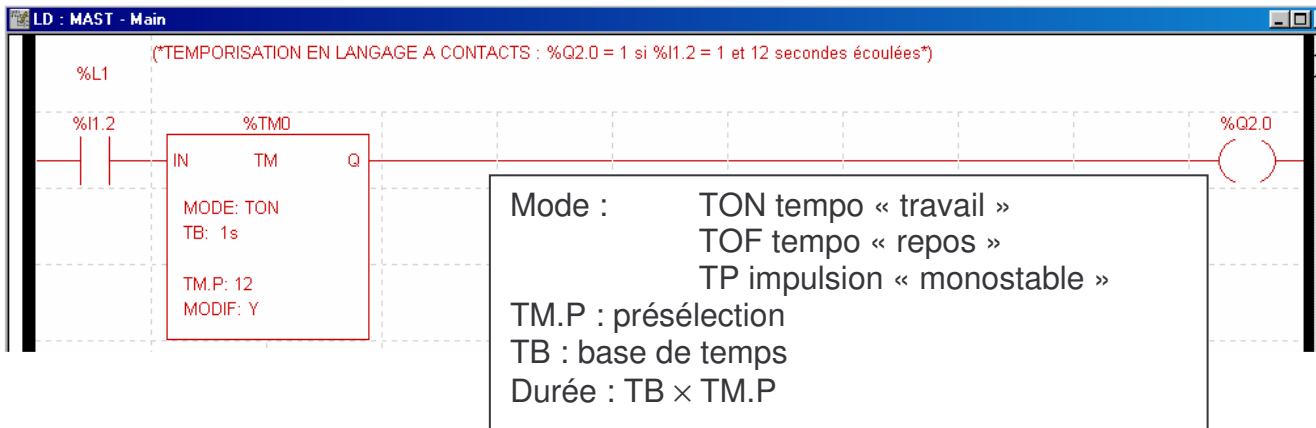 LD : MAST - Main
(*TEMPORISATION EN LANGAGE A CONTACTS : %Q2.0 = 1 si %I1.2 = 1 et 12 secondes écoulées*)
%L1
%I1.2 %TM0 %Q2.0
IN TM Q
MODE: TON
TB: 1s
TM.P: 12
MODIF: Y
Mode : TON tempo « travail »
TOF tempo « repos »
TP impulsion « monostable »
TM.P : présélection
TB : base de temps
Durée : TB × TM.P